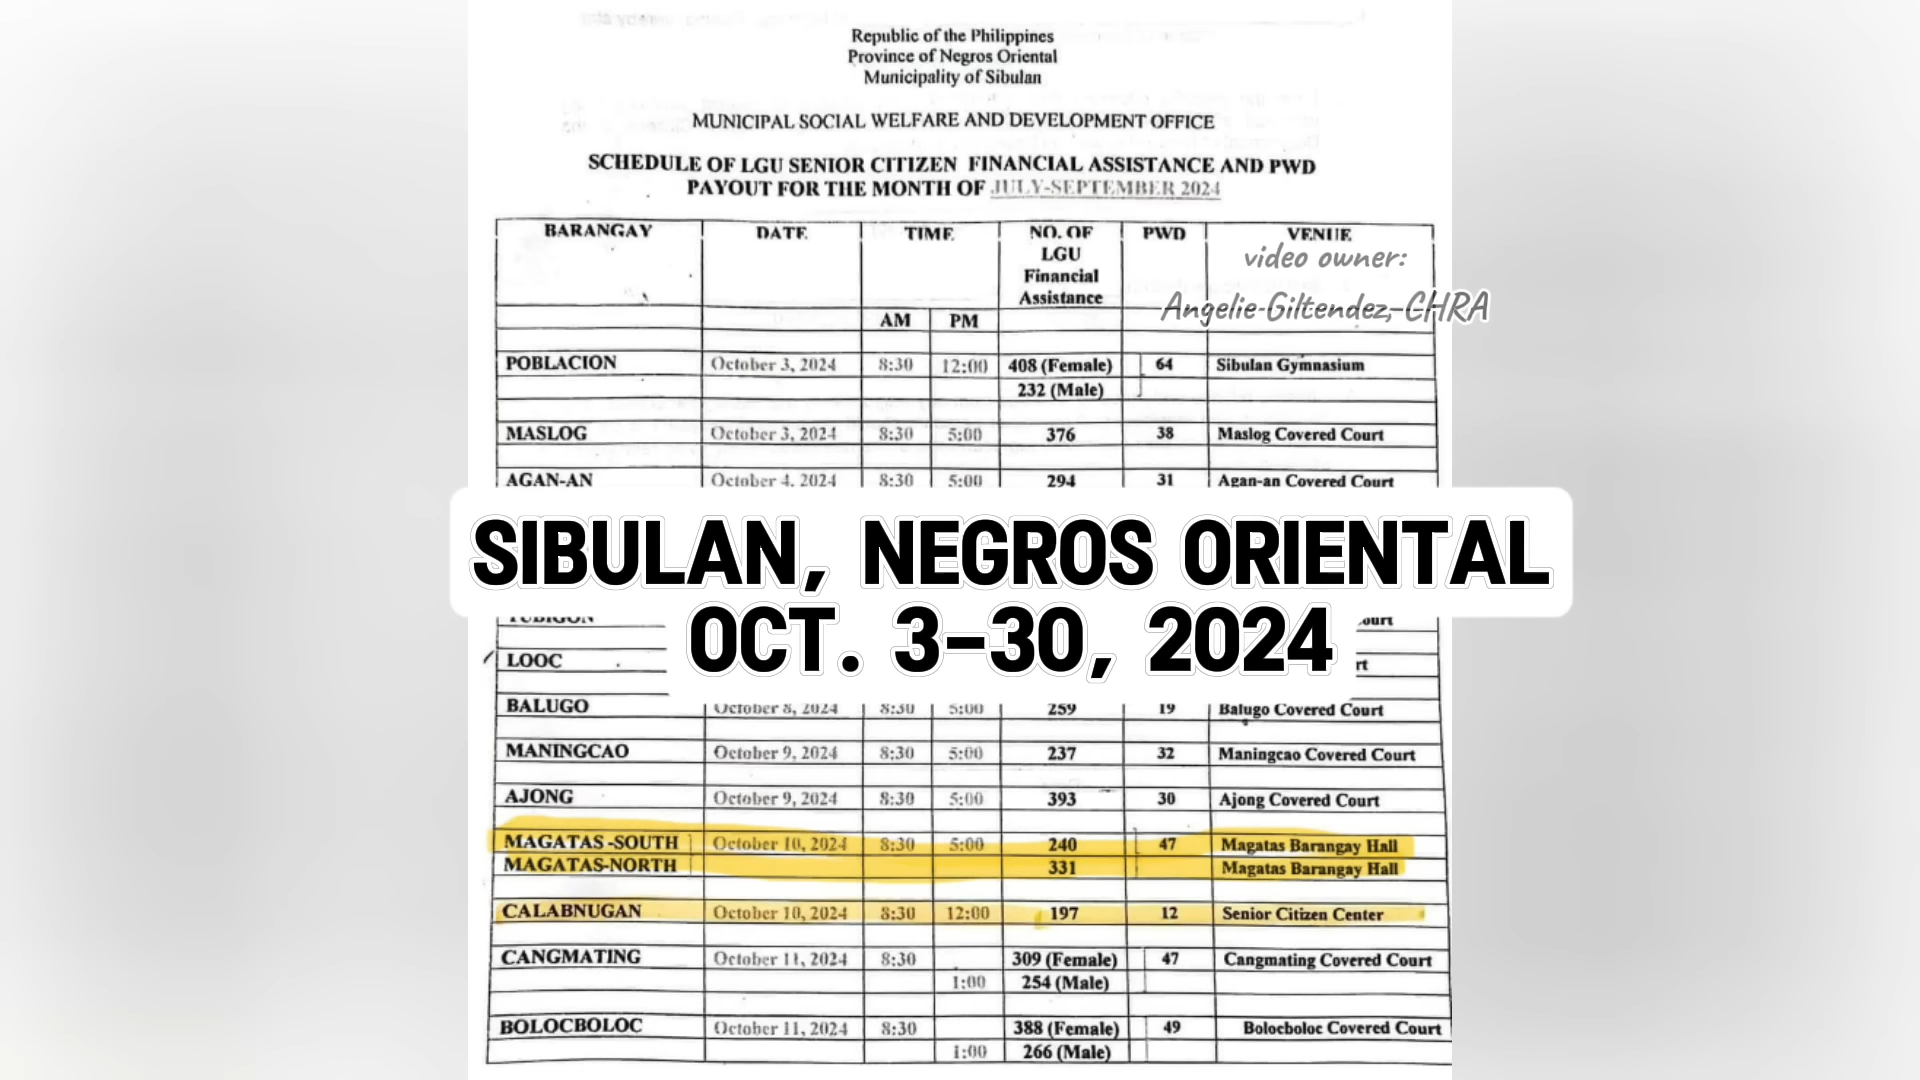 Republic of the Philippines
Province of Negros Oriental
Municipality of Sibulan
MUNICIPAL SOCIAL WELFARE AND DEVELOPMENT OFFICE
SCHEDULE OF LGU SENIOR CITIZEN FINANCIAL ASSISTANCE AND PWD
PAYOUT FOR THE MONTH OF JULY-SEPTEMBER 2024
BARANGAY DATE TIME NO. OF LGU Financial Assistance PWD VENUE
video owner:
Angelie Giltendez, CHRA
AM PM
POBLACION October 3, 2024 8:30 12:00 408 (Female) 64 Sibulan Gymnasium
232 (Male)
MASLOG October 3, 2024 8:30 5:00 376 38 Maslog Covered Court
AGAN-AN October 4, 2024 8:30 5:00 294 31 Agan-an Covered Court
SIBULAN, NEGROS ORIENTAL
OCT. 3-30, 2024
TUBIGON
LOOC
BALUGO October 8, 2024 8:30 5:00 259 19 Balugo Covered Court
MANINGCAO October 9, 2024 8:30 5:00 237 32 Maningcao Covered Court
AJONG October 9, 2024 8:30 5:00 393 30 Ajong Covered Court
MAGATAS -SOUTH October 10, 2024 8:30 5:00 240 47 Magatas Barangay Hall
MAGATAS-NORTH 331 Magatas Barangay Hall
CALABNUGAN October 10, 2024 8:30 12:00 197 12 Senior Citizen Center
CANGMATING October 11, 2024 8:30 309 (Female) 47 Cangmating Covered Court
1:00 254 (Male)
BOLOCBOLOC October 11, 2024 8:30 388 (Female) 49 Bolocboloc Covered Court
1:00 266 (Male)